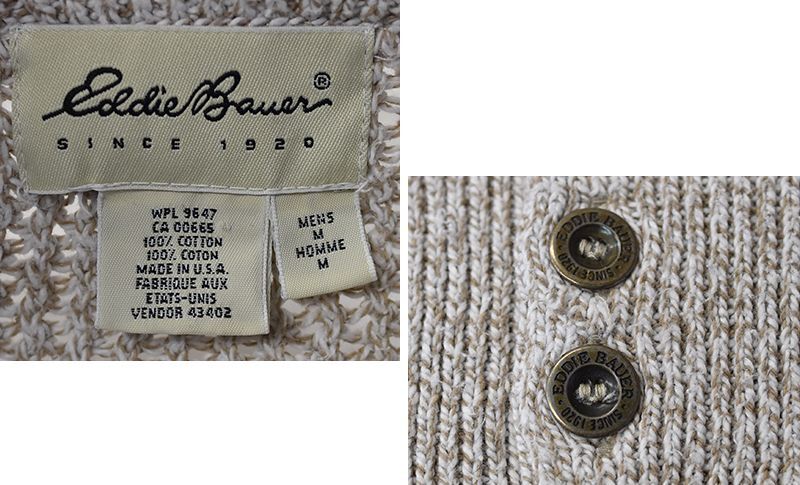 Eddie Bauer®
SINCE 1920
WPL 9647
CA 00665
100% COTTON
100% COTON
MADE IN U.S.A.
FABRIQUE AUX
ETATS-UNIS
VENDOR 43402
MENS
M
HOMME
M
EDDIE BAUER
SINCE 1920
EDDIE BAUER
SINCE 1920